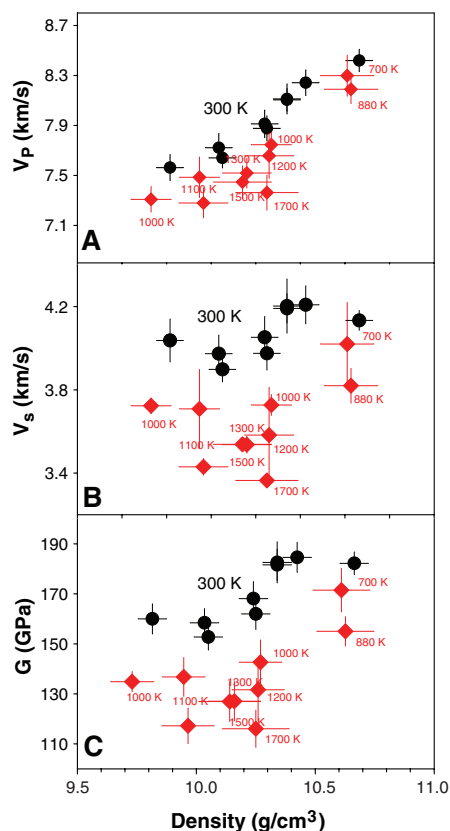 8.7
8.3
7.9
7.5
7.1
V_P (km/s)
300 K
700 K
880 K
1000 K
1300 K
1200 K
1100 K
1500 K
1000 K
1700 K
A
4.2
3.8
3.4
V_s (km/s)
300 K
700 K
880 K
1000 K
1000 K
1300 K
1100 K
1200 K
1500 K
1700 K
B
190
170
150
130
110
G (GPa)
300 K
700 K
880 K
1000 K
1300 K
1000 K
1100 K
1200 K
1500 K
1700 K
C
9.5 10.0 10.5 11.0
Density (g/cm³)